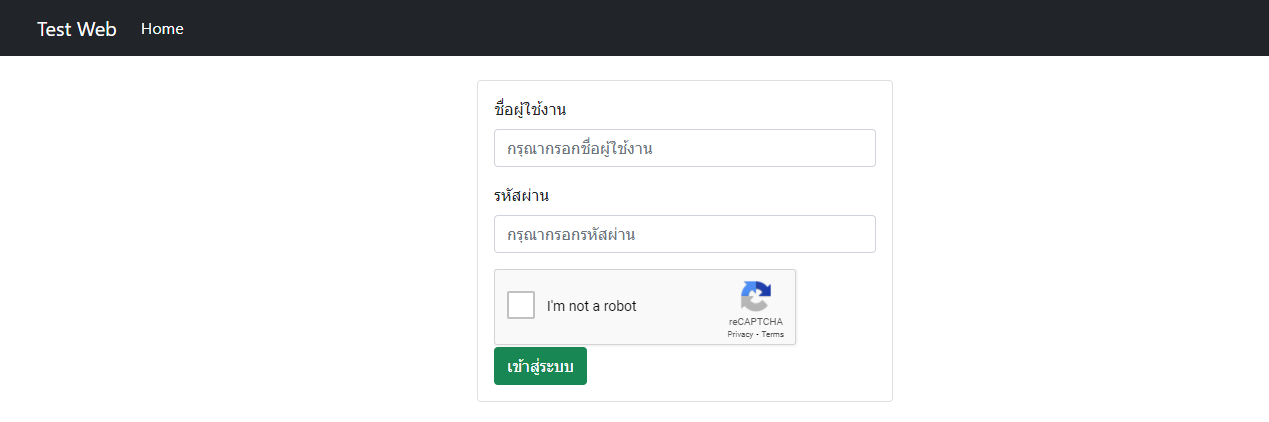 Test Web Home
ชื่อผู้ใช้งาน
กรุณากรอกชื่อผู้ใช้งาน
รหัสผ่าน
กรุณากรอกรหัสผ่าน
I'm not a robot
reCAPTCHA
Privacy - Terms
เข้าสู่ระบบ